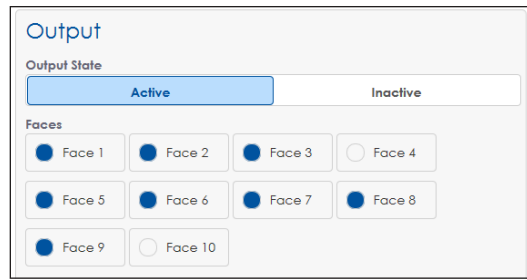 Output
Output State
Active Inactive
Faces
Face 1 Face 2 Face 3 Face 4
Face 5 Face 6 Face 7 Face 8
Face 9 Face 10